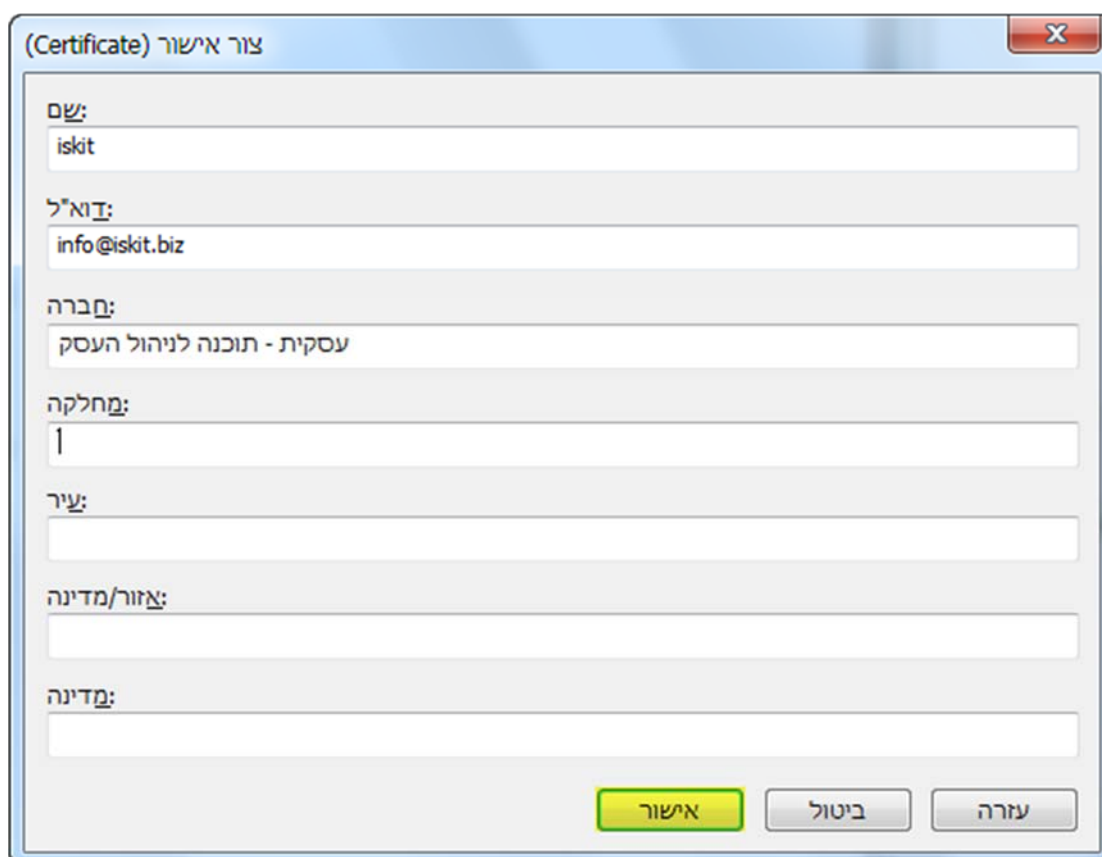 צור אישור (Certificate)
שם:
iskit
דוא"ל:
info@iskit.biz
חברה:
עסקית - תוכנה לניהול העסק
מחלקה:
עיר:
אזור/מדינה:
מדינה:
אישור
ביטול
עזרה